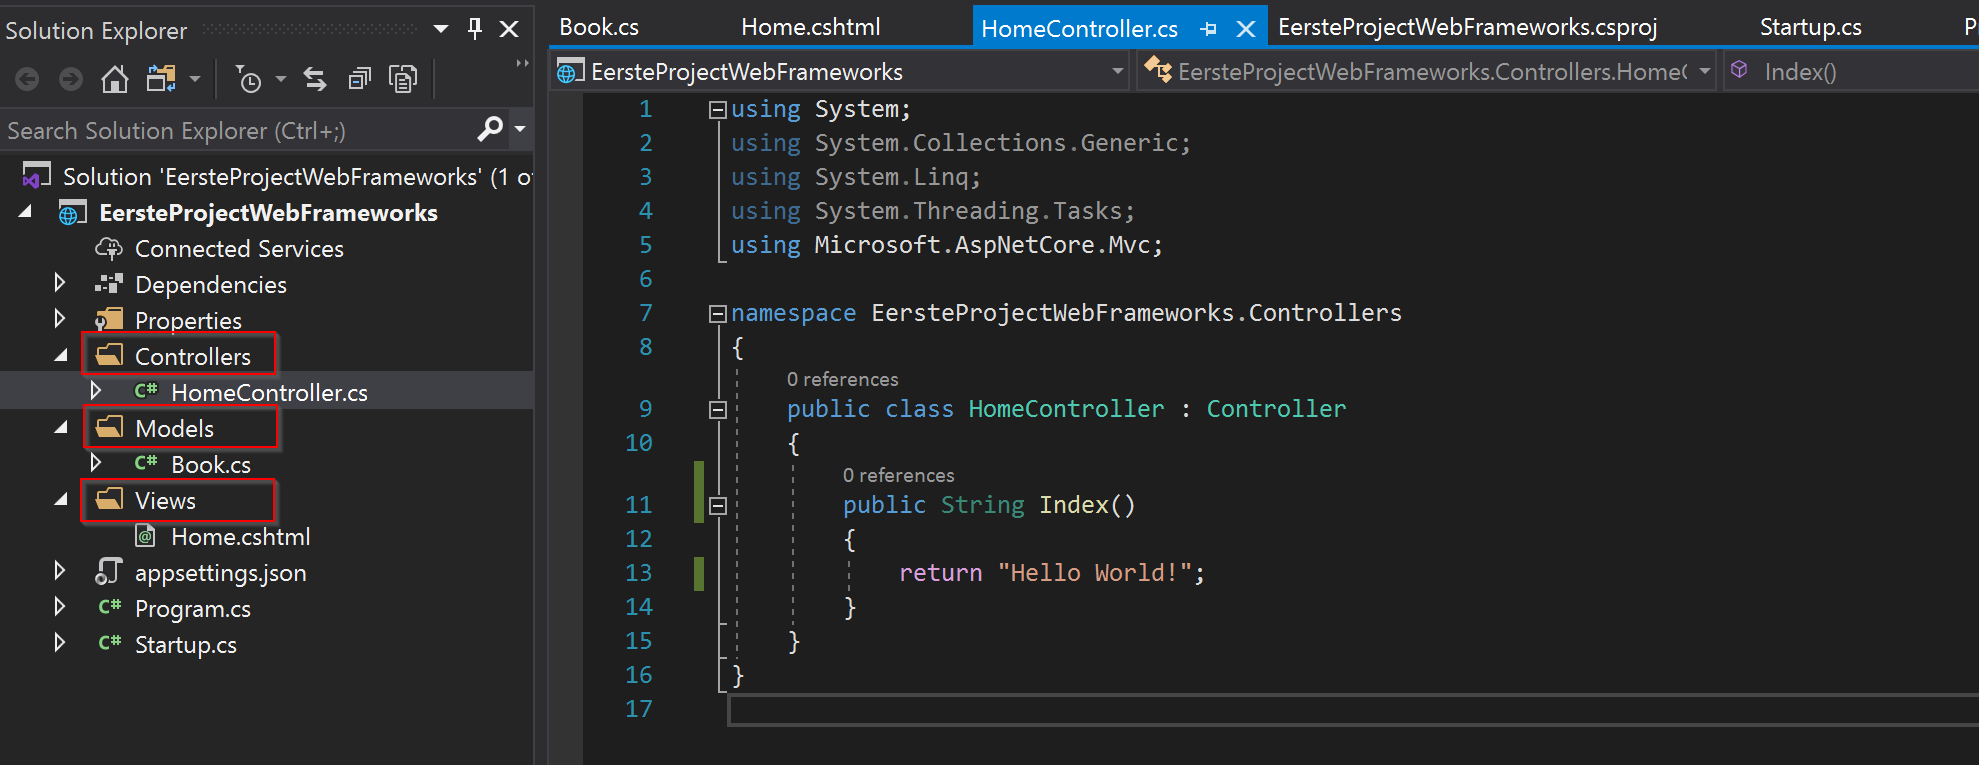 Solution Explorer
Search Solution Explorer (Ctrl+;)
Solution 'EersteProjectWebFrameworks' (1 of
EersteProjectWebFrameworks
Connected Services
Dependencies
Properties
Controllers
C# HomeController.cs
Models
C# Book.cs
Views
Home.cshtml
appsettings.json
C# Program.cs
C# Startup.cs
Book.cs Home.cshtml HomeController.cs EersteProjectWebFrameworks.csproj Startup.cs
EersteProjectWebFrameworks EersteProjectWebFrameworks.Controllers.HomeC Index()
1 using System;
2 using System.Collections.Generic;
3 using System.Linq;
4 using System.Threading.Tasks;
5 using Microsoft.AspNetCore.Mvc;
6
7 namespace EersteProjectWebFrameworks.Controllers
8 {
0 references
9 public class HomeController : Controller
10 {
0 references
11 public String Index()
12 {
13 return "Hello World!";
14 }
15 }
16 }
17